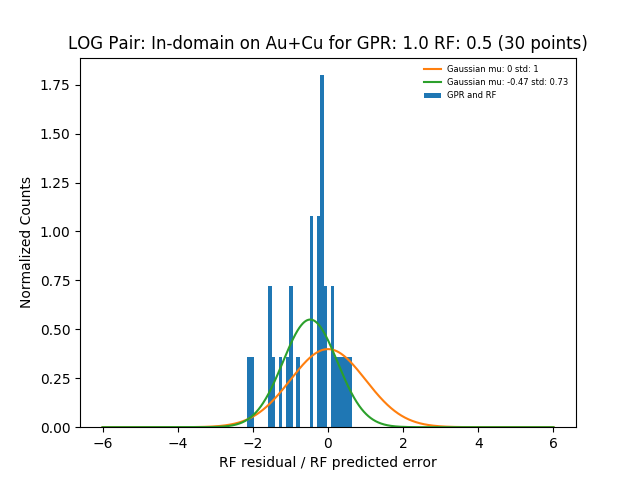 LOG Pair: In-domain on Au+Cu for GPR: 1.0 RF: 0.5 (30 points)
Gaussian mu: 0 std: 1
Gaussian mu: -0.47 std: 0.73
GPR and RF
Normalized Counts
1.75
1.50
1.25
1.00
0.75
0.50
0.25
0.00
−6 −4 −2 0 2 4 6
RF residual / RF predicted error